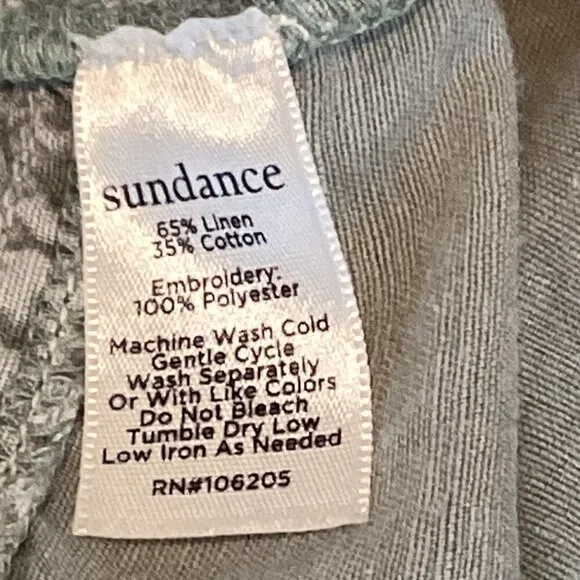 sundance
65% Linen
35% Cotton
Embroidery:
100% Polyester
Machine Wash Cold
Gentle Cycle
Wash Separately
Or With Like Colors
Do Not Bleach
Tumble Dry Low
Low Iron As Needed
RN#106205